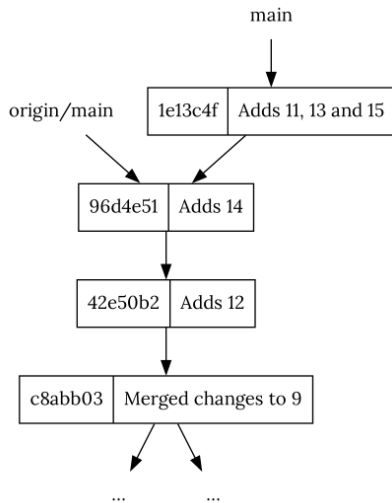 main
origin/main
1e13c4f Adds 11, 13 and 15
96d4e51 Adds 14
42e50b2 Adds 12
c8abb03 Merged changes to 9
... ...